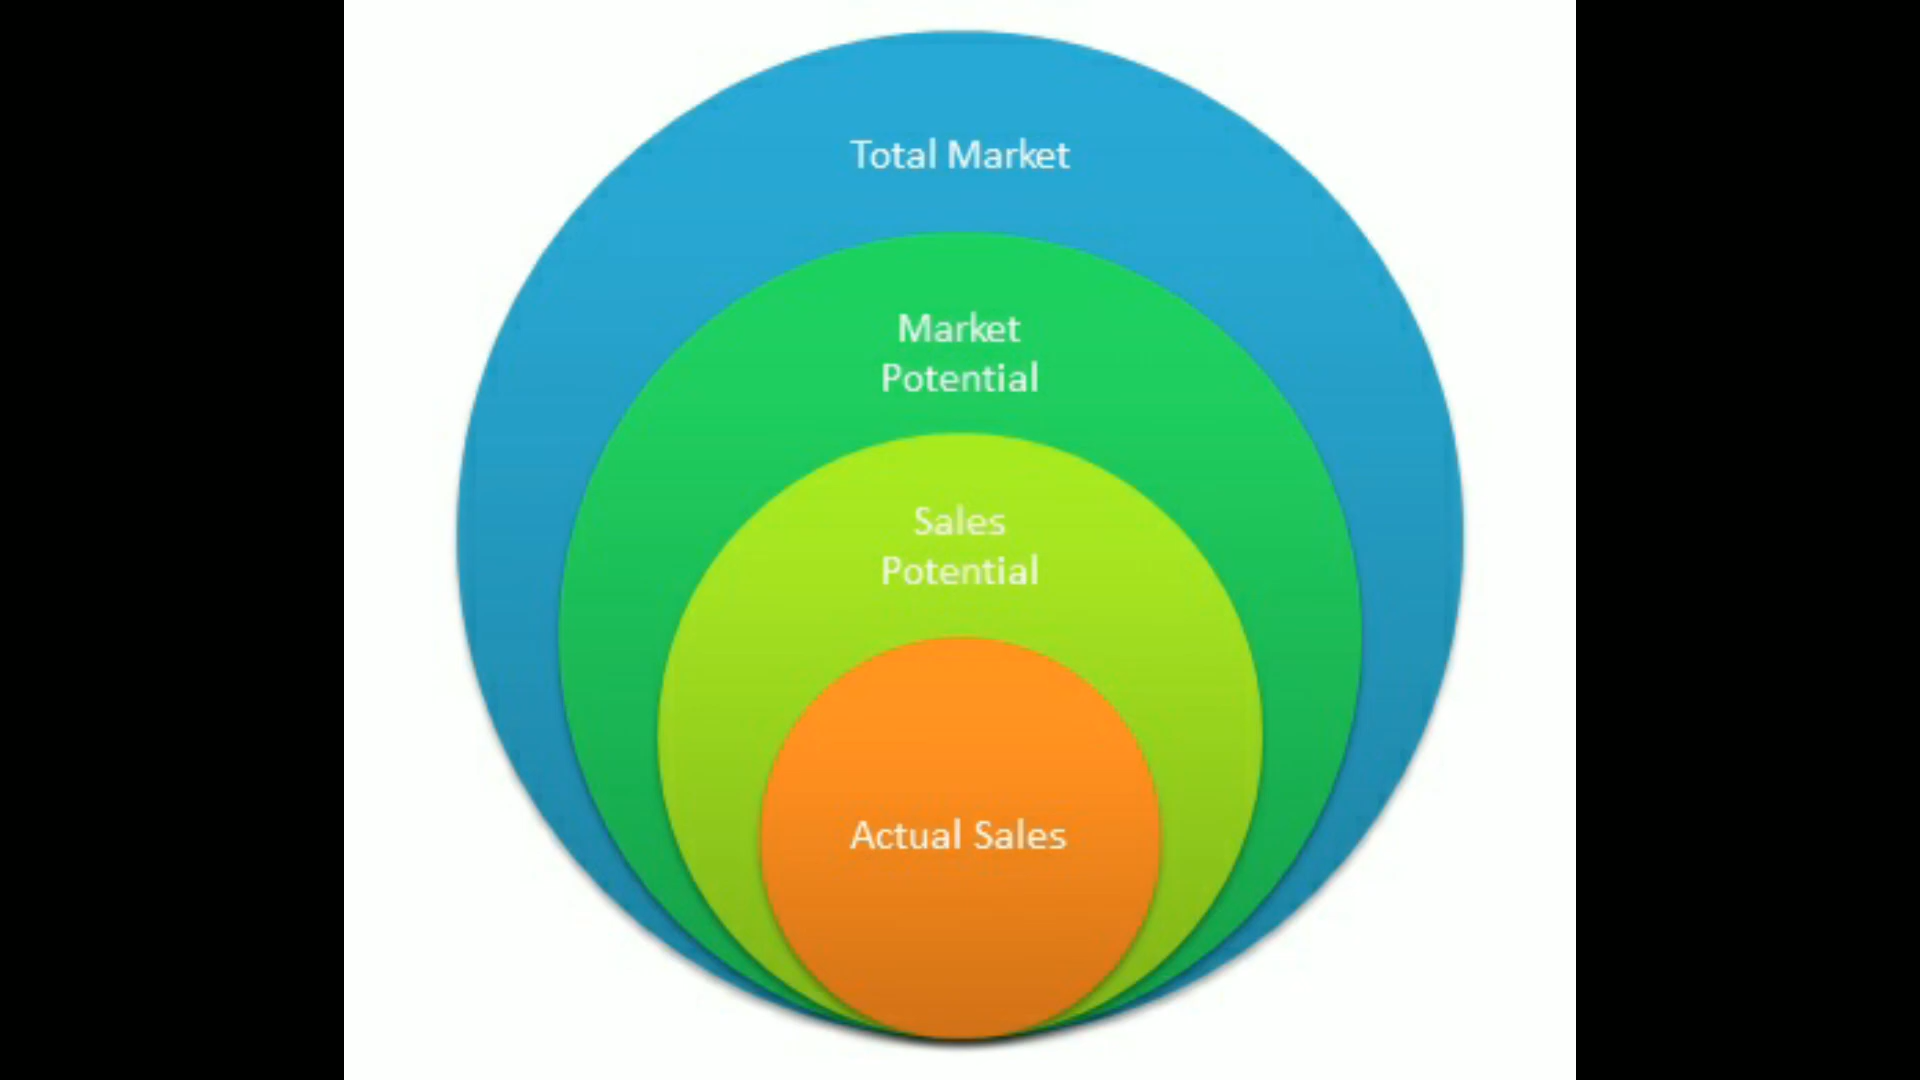 Total Market
Market
Potential
Sales
Potential
Actual Sales